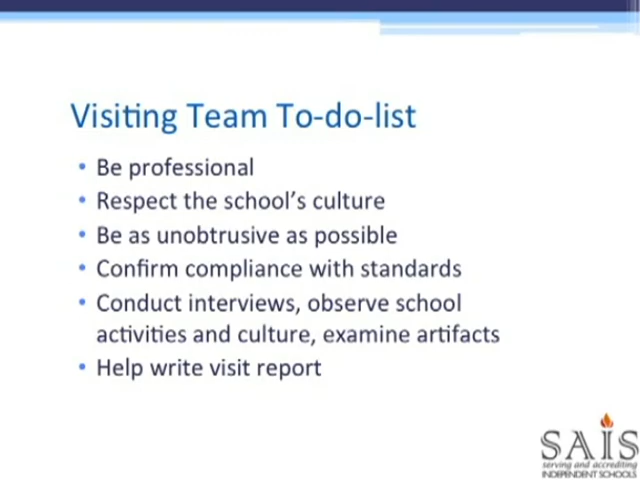 Visiting Team To-do-list
• Be professional
• Respect the school's culture
• Be as unobtrusive as possible
• Confirm compliance with standards
• Conduct interviews, observe school
activities and culture, examine artifacts
• Help write visit report
SAIS
serving and accrediting
INDEPENDENT SCHOOLS